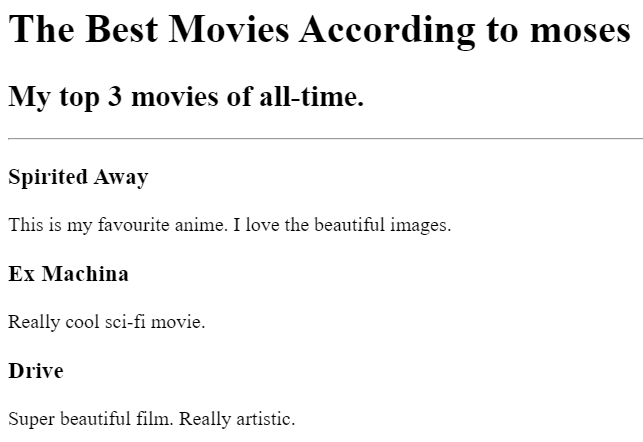 The Best Movies According to moses
My top 3 movies of all-time.
Spirited Away
This is my favourite anime. I love the beautiful images.
Ex Machina
Really cool sci-fi movie.
Drive
Super beautiful film. Really artistic.